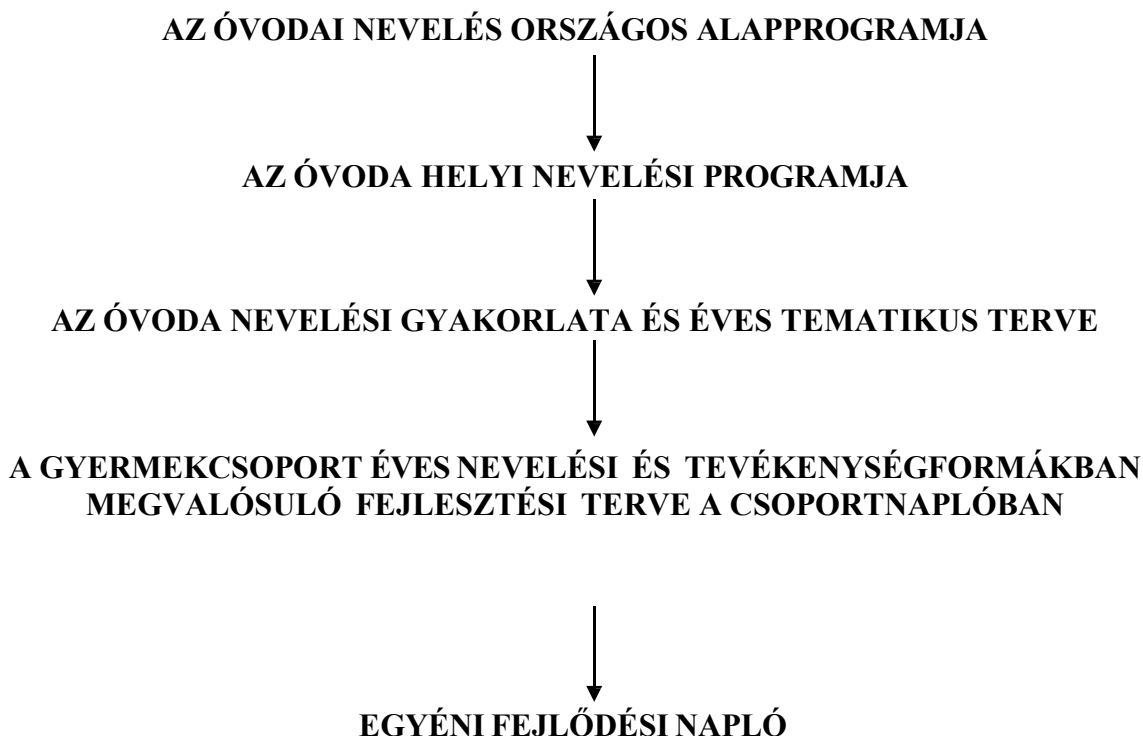 AZ ÓVODAI NEVELÉS ORSZÁGOS ALAPPROGRAMJA
AZ ÓVODA HELYI NEVELÉSI PROGRAMJA
AZ ÓVODA NEVELÉSI GYAKORLATA ÉS ÉVES TEMATIKUS TERVE
A GYERMEKCSOPORT ÉVES NEVELÉSI ÉS TEVÉKENYSÉGFORMÁKBAN
MEGVALÓSULÓ FEJLESZTÉSI TERVE A CSOPORTNAPLÓBAN
EGYÉNI FEJLŐDÉSI NAPLÓ